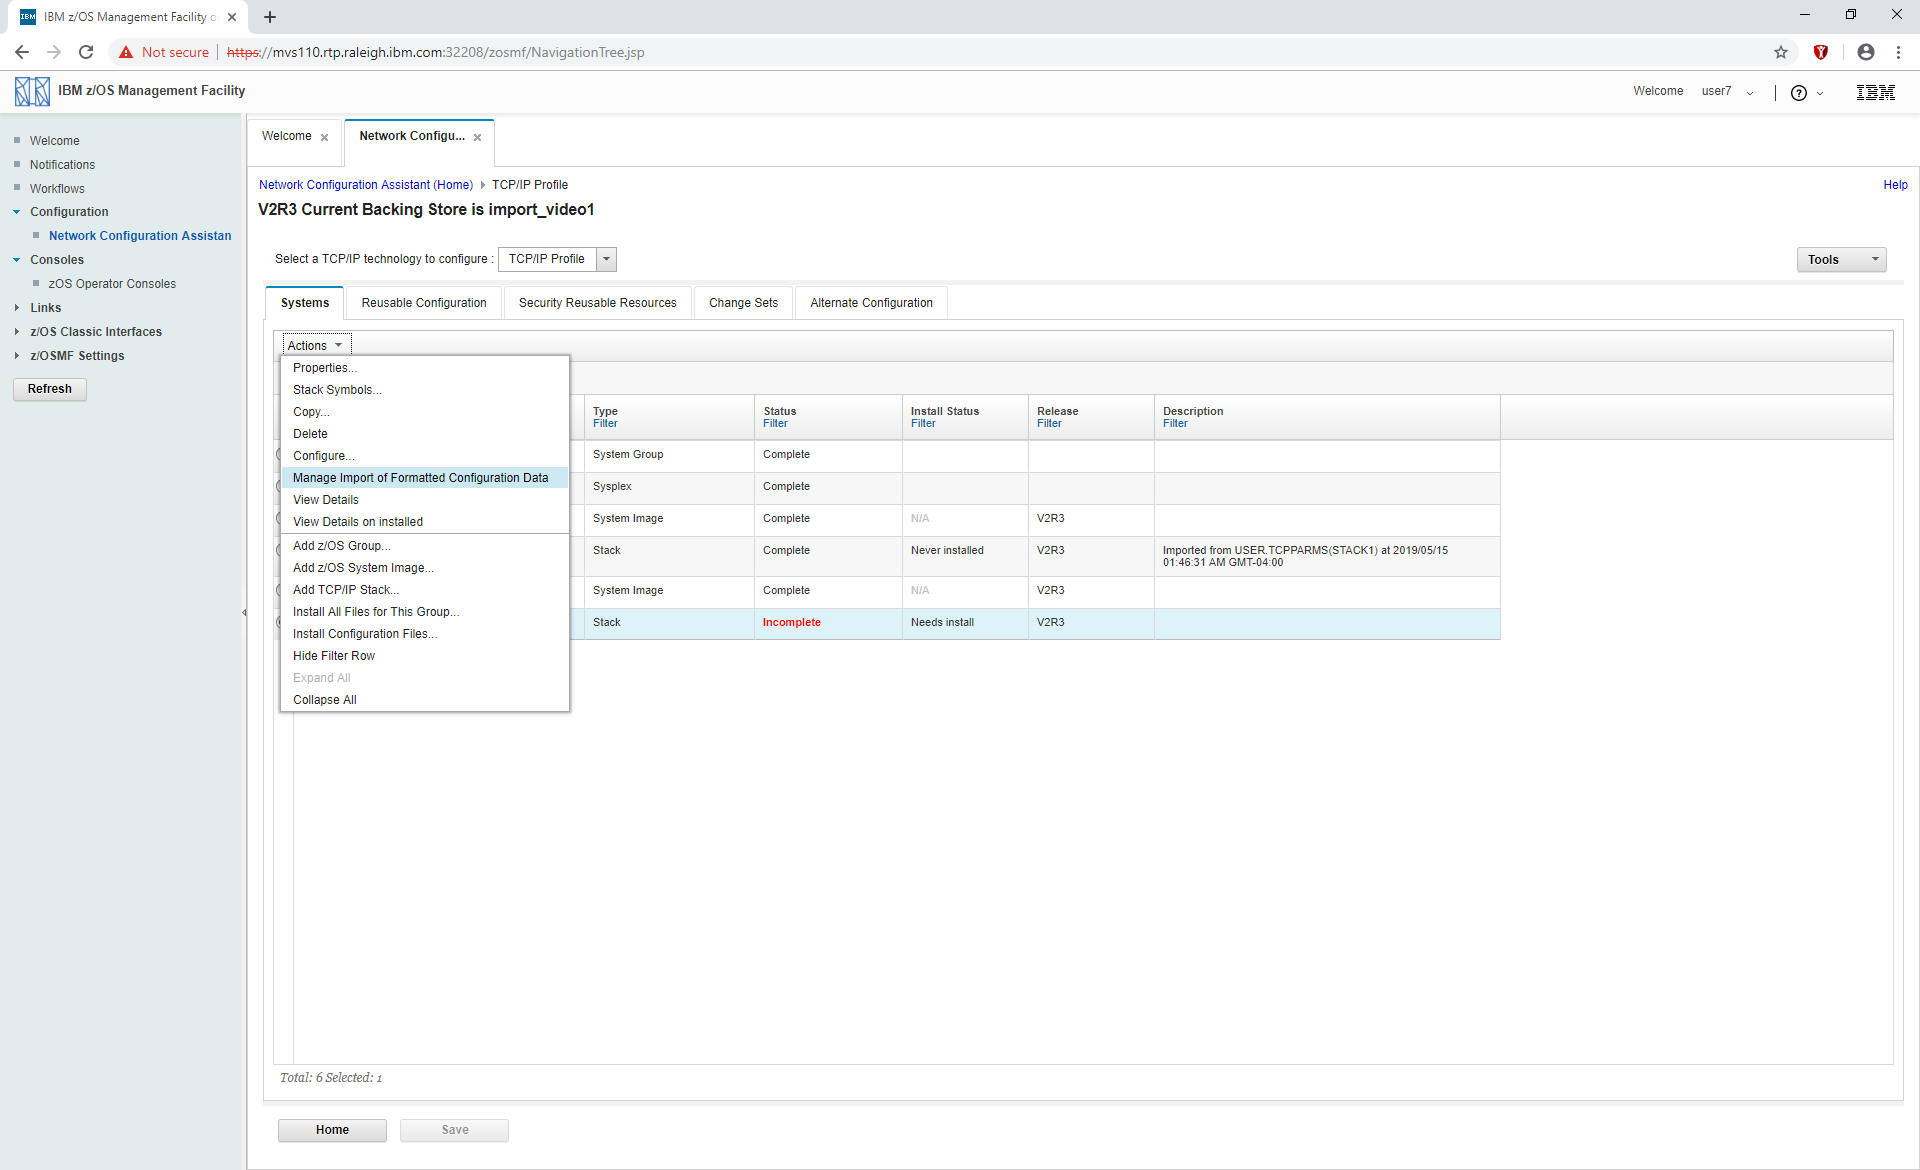 IBM IBM z/OS Management Facility o
Not secure https://mvs110.rtp.raleigh.ibm.com:32208/zosmf/NavigationTree.jsp
IBM z/OS Management Facility
Welcome user7
IBM
Welcome
Notifications
Workflows
Configuration
Network Configuration Assistan
Consoles
zOS Operator Consoles
Links
z/OS Classic Interfaces
z/OSMF Settings
Refresh
Welcome
Network Configu...
Network Configuration Assistant (Home) TCP/IP Profile
Help
V2R3 Current Backing Store is import_video1
Select a TCP/IP technology to configure : TCP/IP Profile
Tools
Systems Reusable Configuration Security Reusable Resources Change Sets Alternate Configuration
Actions
Properties...
Stack Symbols...
Copy...
Delete
Configure...
Manage Import of Formatted Configuration Data
View Details
View Details on installed
Add z/OS Group...
Add z/OS System Image...
Add TCP/IP Stack...
Install All Files for This Group...
Install Configuration Files...
Hide Filter Row
Expand All
Collapse All
Type Status Install Status Release Description
Filter Filter Filter Filter Filter
System Group Complete
Sysplex Complete
System Image Complete N/A V2R3
Stack Complete Never installed V2R3 Imported from USER.TCPPARMS(STACK1) at 2019/05/15
01:46:31 AM GMT-04:00
System Image Complete N/A V2R3
Stack Incomplete Needs install V2R3
Total: 6 Selected: 1
Home Save